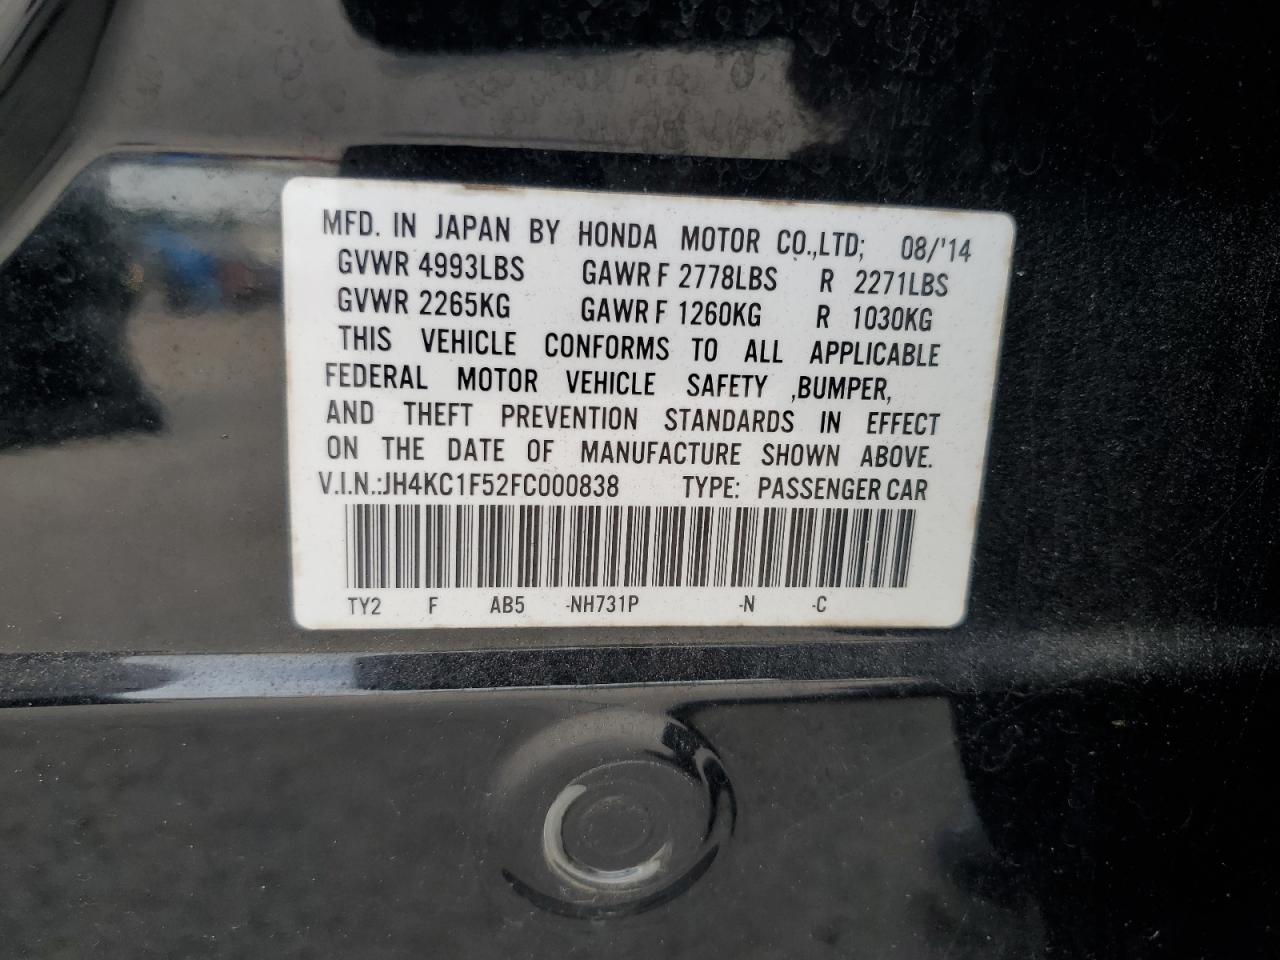 MFD. IN JAPAN BY HONDA MOTOR CO.,LTD; 08/'14
GVWR 4993LBS GAWR F 2778LBS R 2271LBS
GVWR 2265KG GAWR F 1260KG R 1030KG
THIS VEHICLE CONFORMS TO ALL APPLICABLE
FEDERAL MOTOR VEHICLE SAFETY ,BUMPER,
AND THEFT PREVENTION STANDARDS IN EFFECT
ON THE DATE OF MANUFACTURE SHOWN ABOVE.
V.I.N.:JH4KC1F52FC000838 TYPE: PASSENGER CAR
TY2 F AB5 -NH731P -N -C